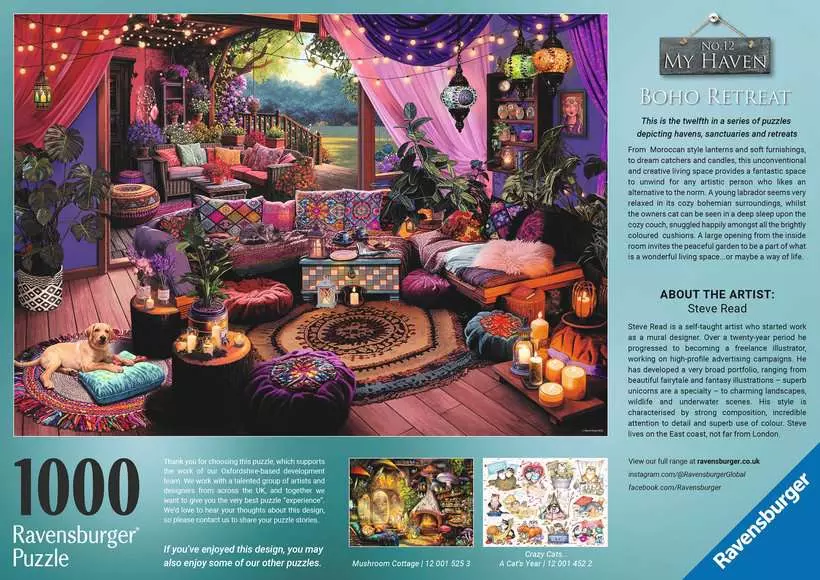 NO.12
MY HAVEN
BOHO RETREAT
This is the twelfth in a series of puzzles
depicting havens, sanctuaries and retreats
From Moroccan style lanterns and soft furnishings,
to dream catchers and candles, this unconventional
and creative living space provides a fantastic space
to unwind for any artistic person who likes an
alternative to the norm. A young labrador seems very
relaxed in its cozy bohemian surroundings, whilst
the owners cat can be seen in a deep sleep upon the
cozy couch, snuggled happily amongst all the brightly
coloured cushions. A large opening from the inside
room invites the peaceful garden to be a part of what
is a wonderful living space...or maybe a way of life.
ABOUT THE ARTIST:
Steve Read
Steve Read is a self-taught artist who started work
as a mural designer. Over a twenty-year period he
progressed to becoming a freelance illustrator,
working on high-profile advertising campaigns. He
has developed a very broad portfolio, ranging from
beautiful fairytale and fantasy illustrations – superb
unicorns are a specialty – to charming landscapes,
wildlife and underwater scenes. His style is
characterised by strong composition, incredible
attention to detail and superb use of colour. Steve
lives on the East coast, not far from London.
View our full range at ravensburger.co.uk
instagram.com/@RavensburgerGlobal
facebook.com/Ravensburger
Ravensburger
1000
Ravensburger®
Puzzle
Thank you for choosing this puzzle, which supports
the work of our Oxfordshire-based development
team. We work with a talented group of artists and
designers from across the UK, and together we
want to give you the very best puzzle “experience”.
We'd love to hear your thoughts about this design,
so please contact us to share your puzzle stories.
If you've enjoyed this design, you may
also enjoy some of our other puzzles.
Mushroom Cottage | 12 001 525 3
Crazy Cats...
A Cat's Year | 12 001 452 2